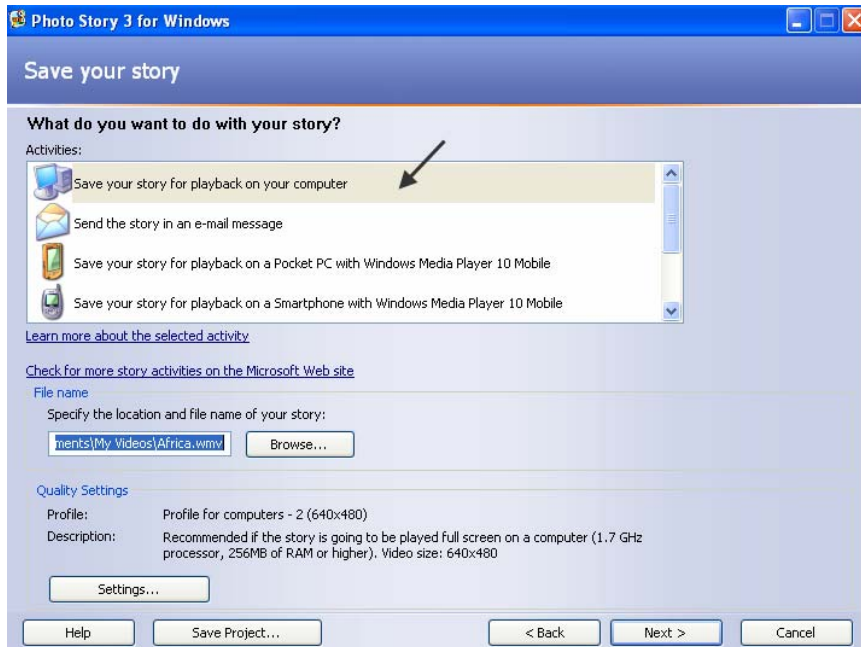 Photo Story 3 for Windows
Save your story
What do you want to do with your story?
Activities:
Save your story for playback on your computer
Send the story in an e-mail message
Save your story for playback on a Pocket PC with Windows Media Player 10 Mobile
Save your story for playback on a Smartphone with Windows Media Player 10 Mobile
Learn more about the selected activity
Check for more story activities on the Microsoft Web site
File name
Specify the location and file name of your story:
ments\My Videos\Africa.wmv Browse...
Quality Settings
Profile: Profile for computers - 2 (640x480)
Description: Recommended if the story is going to be played full screen on a computer (1.7 GHz
processor, 256MB of RAM or higher). Video size: 640x480
Settings...
Help Save Project... < Back Next > Cancel